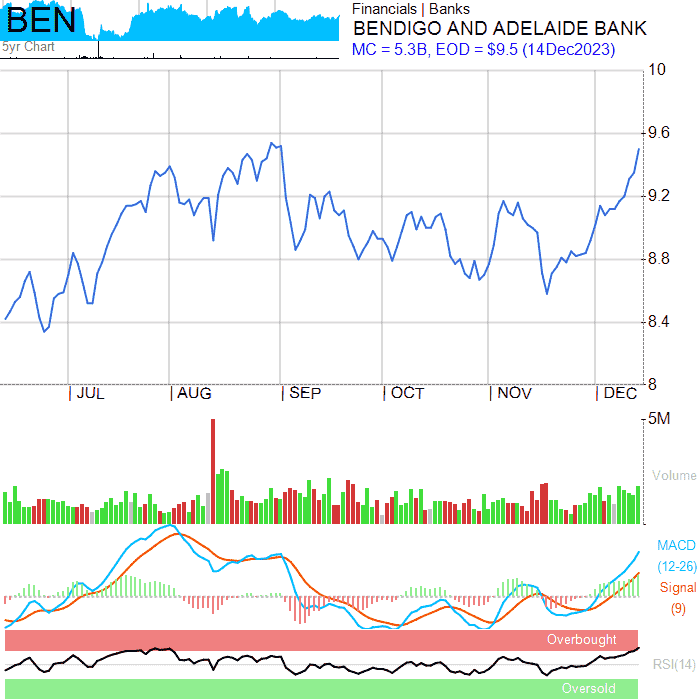 BEN
5yr Chart
Financials | Banks
BENDIGO AND ADELAIDE BANK
MC = 5.3B, EOD = $9.5 (14Dec2023)
10
9.6
9.2
8.8
8.4
8
JUL AUG SEP OCT NOV DEC
5M
Volume
MACD
(12-26)
Signal
(9)
Overbought
RSI(14)
Oversold